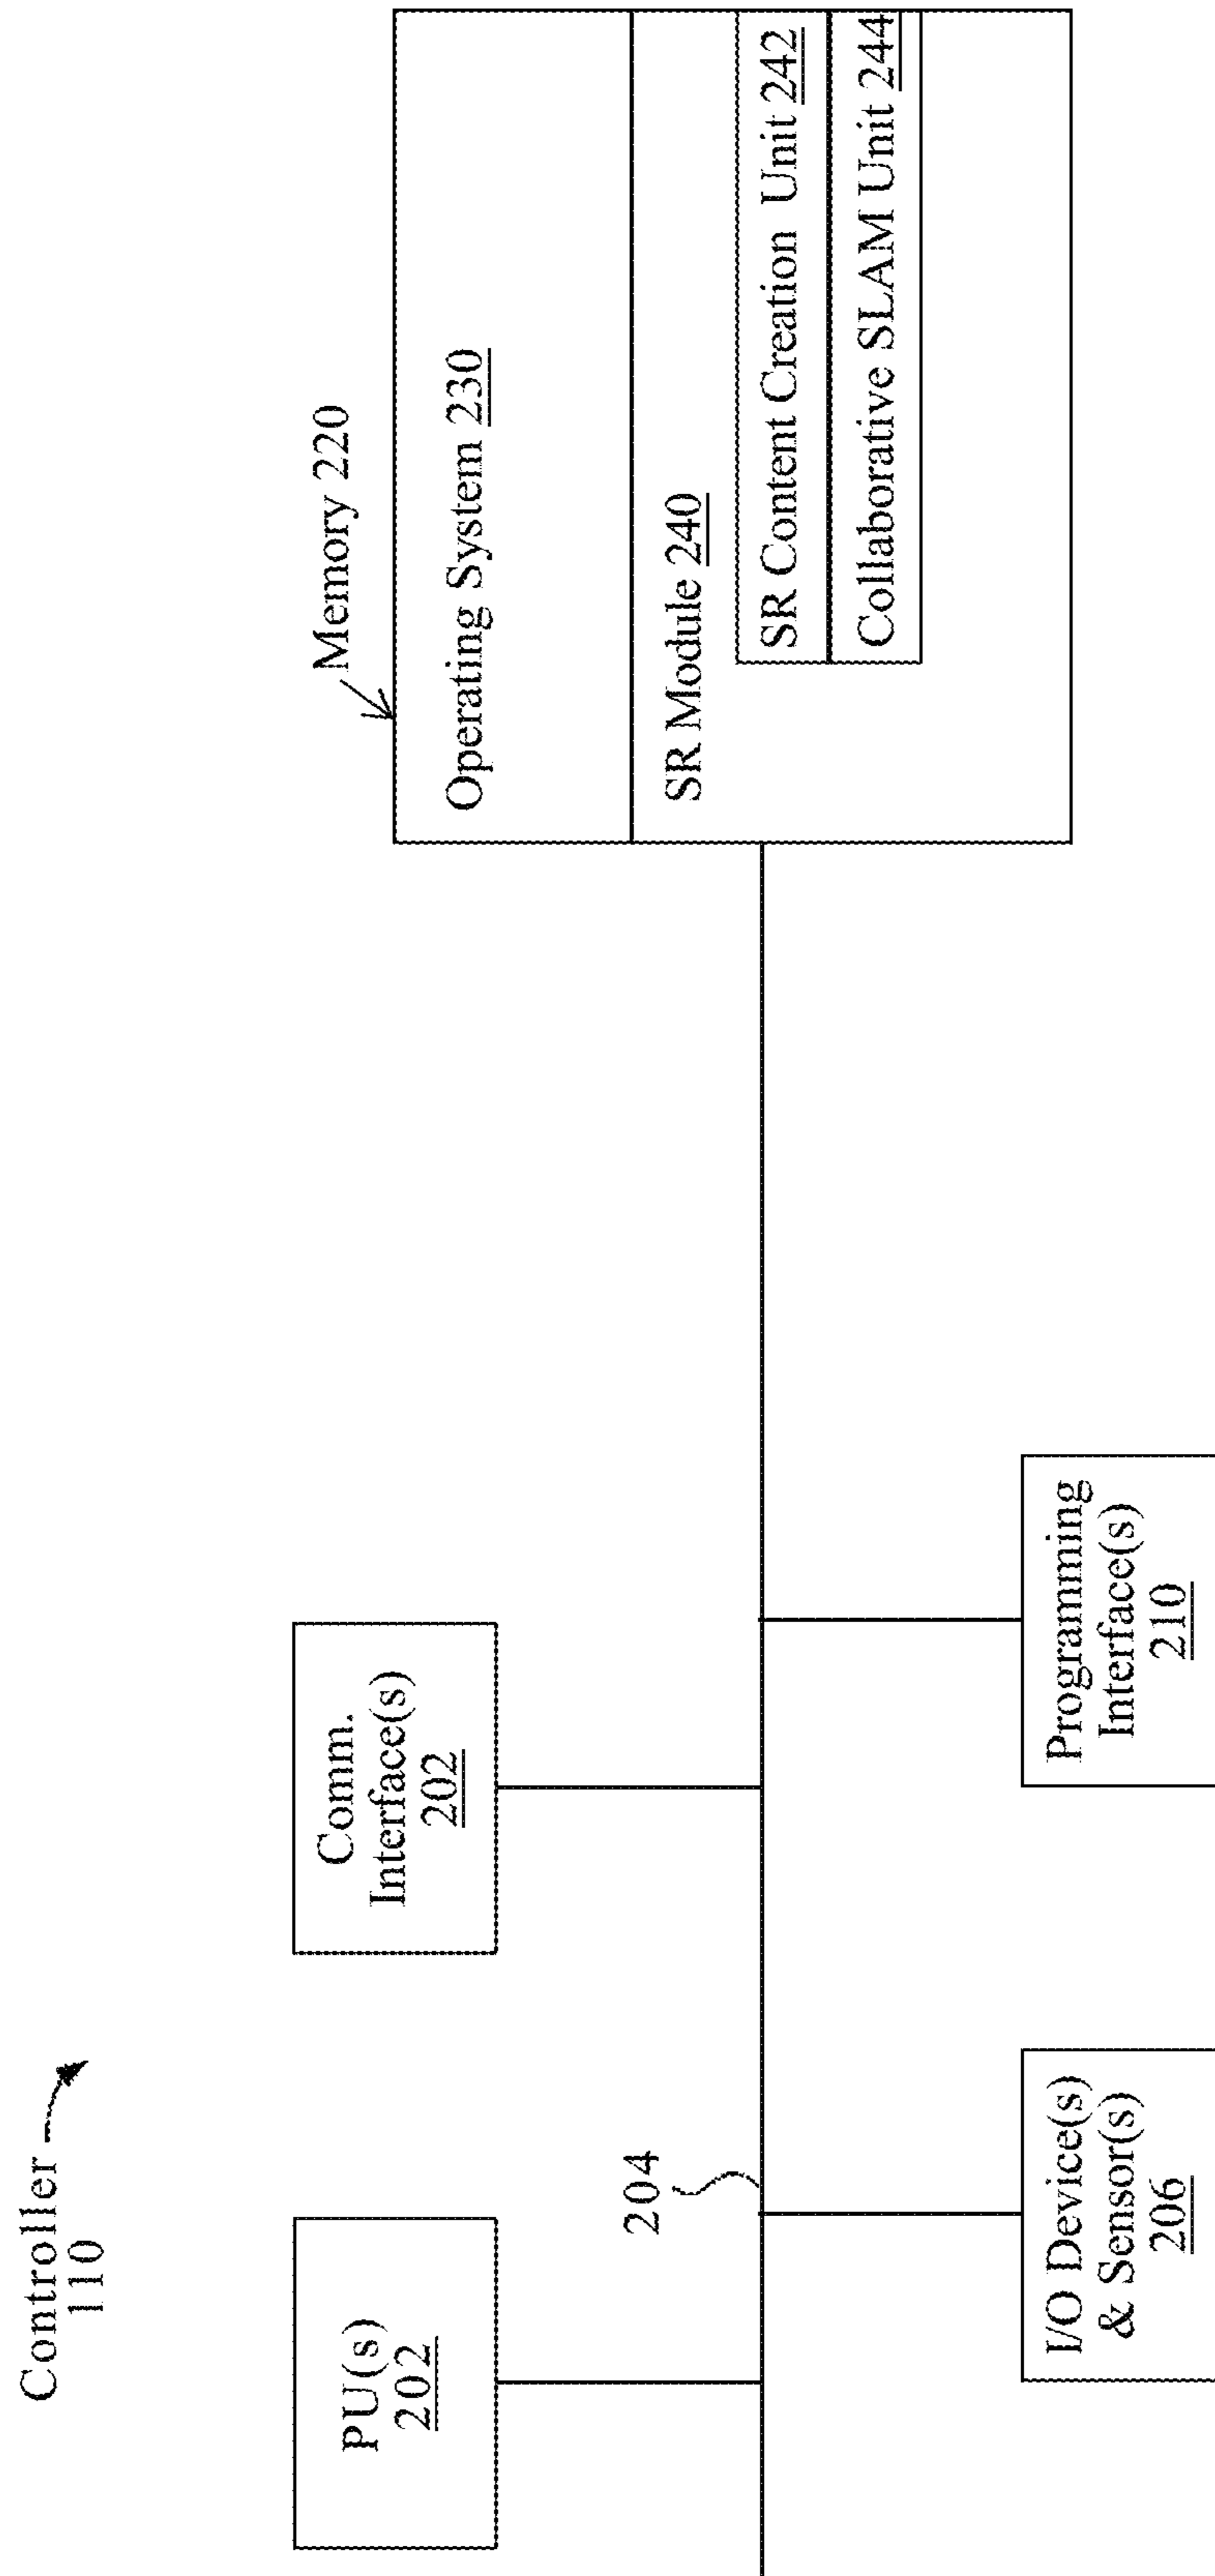 Controller
110
PU(s)
202
Comm.
Interface(s)
202
Memory 220
Operating System 230
SR Module 240
SR Content Creation Unit 242
Collaborative SLAM Unit 244
204
I/O Device(s)
& Sensor(s)
206
Programming
Interface(s)
210